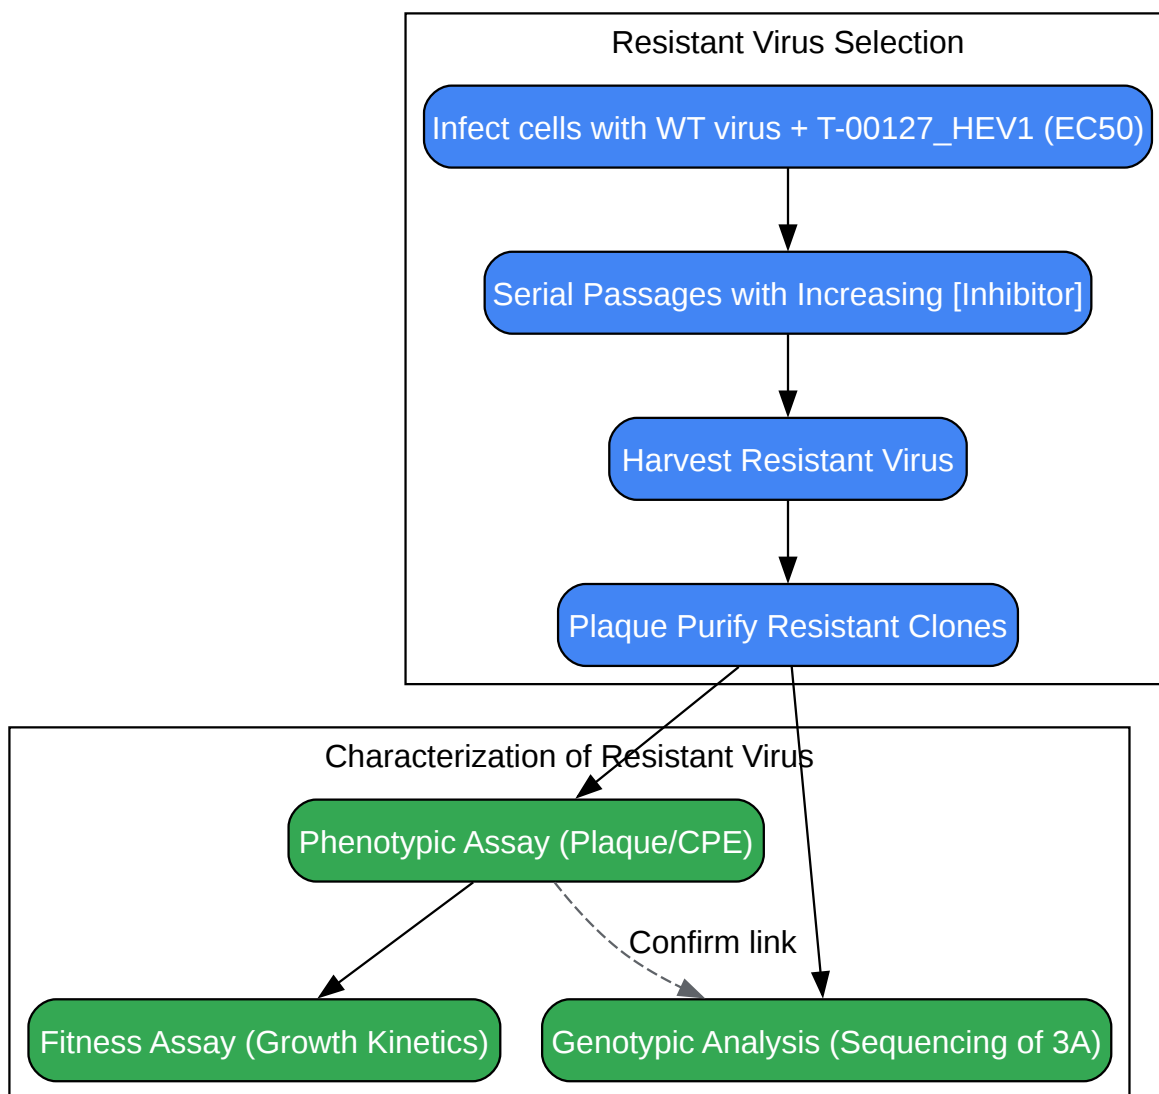 Resistant Virus Selection
Infect cells with WT virus + T-00127_HEV1 (EC50)
Serial Passages with Increasing [Inhibitor]
Harvest Resistant Virus
Plaque Purify Resistant Clones
Characterization of Resistant Virus
Phenotypic Assay (Plaque/CPE)
Confirm link
Fitness Assay (Growth Kinetics)
Genotypic Analysis (Sequencing of 3A)